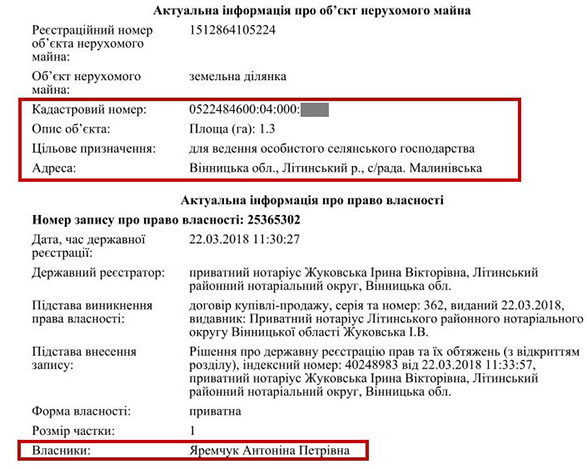 Актуальна інформація про об’єкт нерухомого майна
Реєстраційний номер об’єкта нерухомого майна: 1512864105224
Об’єкт нерухомого майна: земельна ділянка
Кадастровий номер: 0522484600:04:000:
Опис об’єкта: Площа (га): 1.3
Цільове призначення: для ведення особистого селянського господарства
Адреса: Вінницька обл., Літинський р., с/рада. Малинівська
Актуальна інформація про право власності
Номер запису про право власності: 25365302
Дата, час державної реєстрації: 22.03.2018 11:30:27
Державний реєстратор: приватний нотаріус Жуковська Ірина Вікторівна, Літинський
районний нотаріальний округ, Вінницька обл.
Підстава виникнення права власності: договір купівлі-продажу, серія та номер: 362, виданий 22.03.2018,
видавник: Приватний нотаріус Літинського районного нотаріального
округу Вінницької області Жуковська І.В.
Підстава внесення запису: Рішення про державну реєстрацію прав та їх обтяжень (з відкриттям
розділу), індексний номер: 40248983 від 22.03.2018 11:33:57,
приватний нотаріус Жуковська Ірина Вікторівна, Літинський
районний нотаріальний округ, Вінницька обл.
Форма власності: приватна
Розмір частки: 1
Власники: Яремчук Антоніна Петрівна